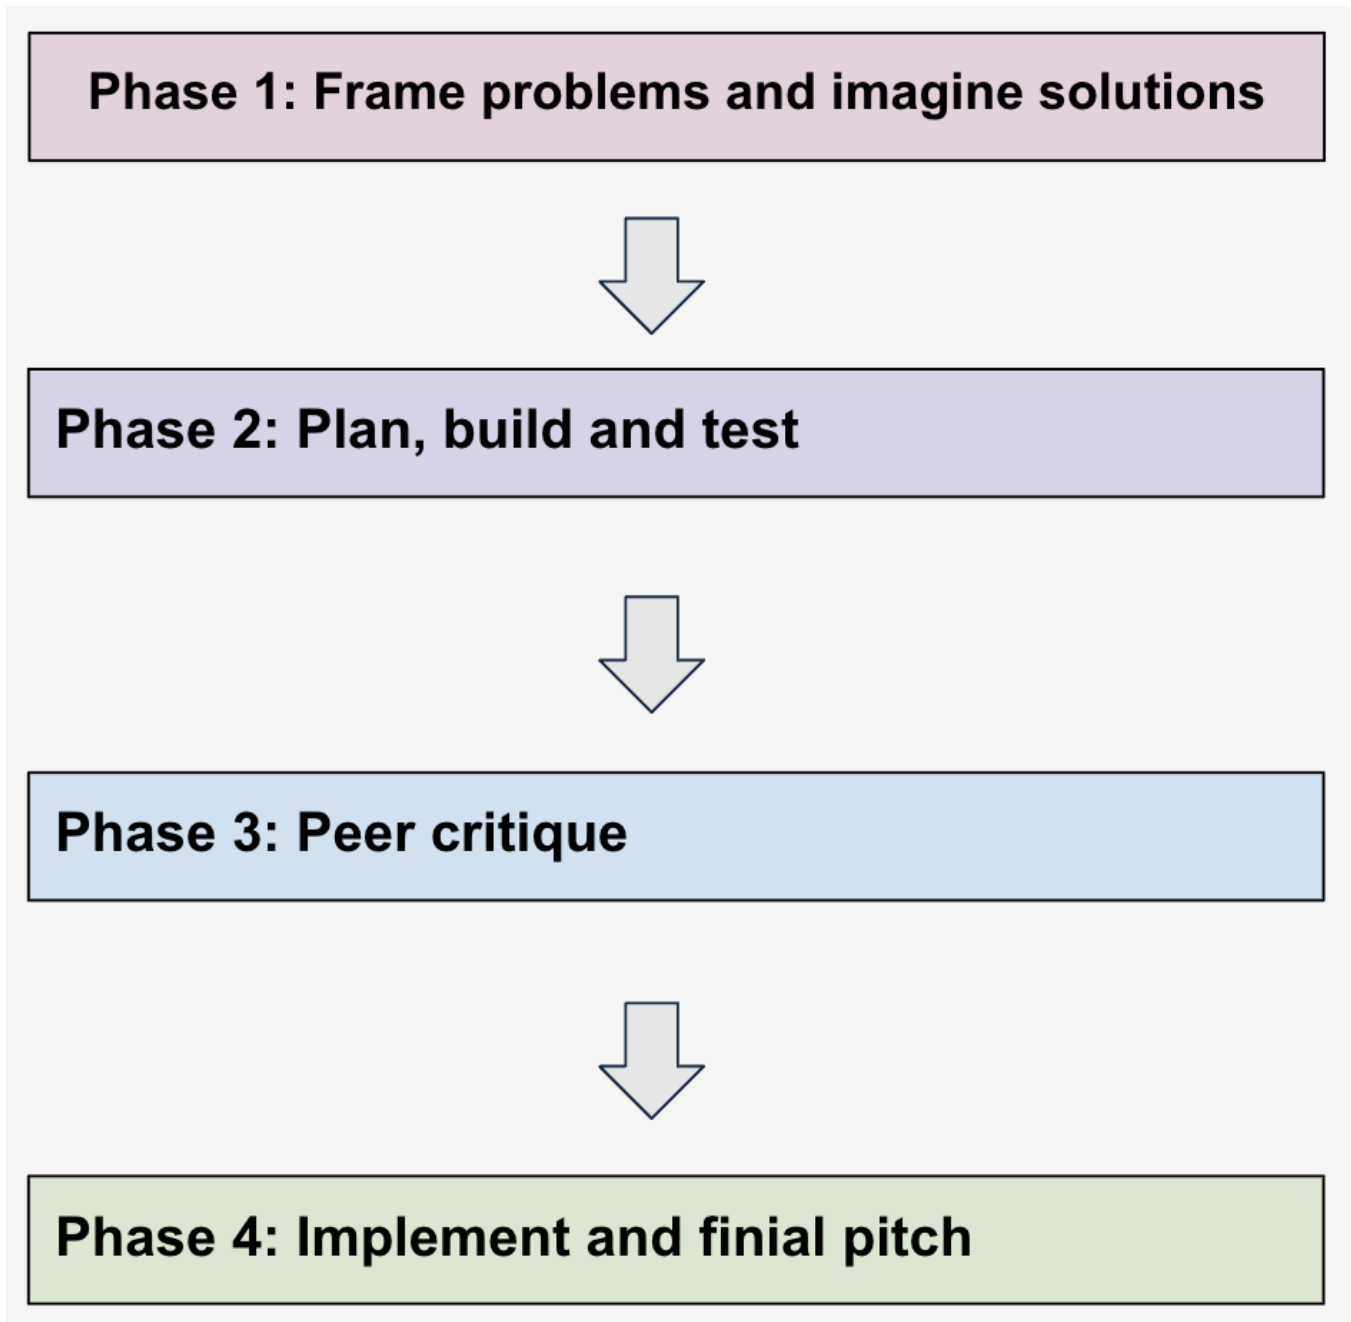 Phase 1: Frame problems and imagine solutions
Phase 2: Plan, build and test
Phase 3: Peer critique
Phase 4: Implement and finial pitch